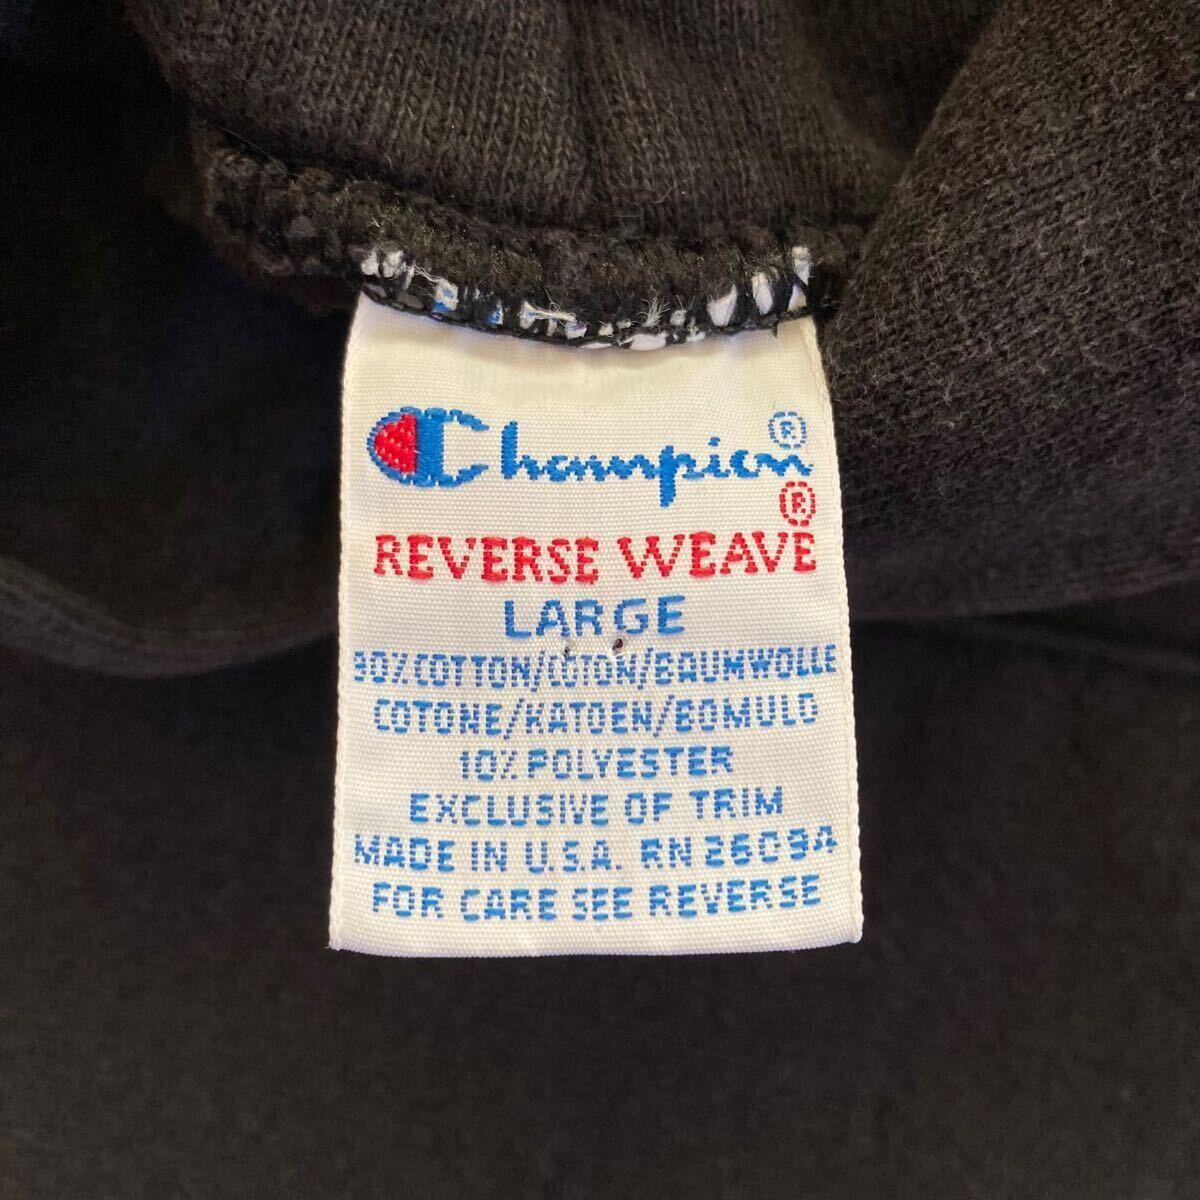 Champion®
REVERSE WEAVE®
LARGE
90% COTTON/COTON/BAUMWOLLE
COTONE/KATOEN/BOMULD
10% POLYESTER
EXCLUSIVE OF TRIM
MADE IN U.S.A. RN 26094
FOR CARE SEE REVERSE